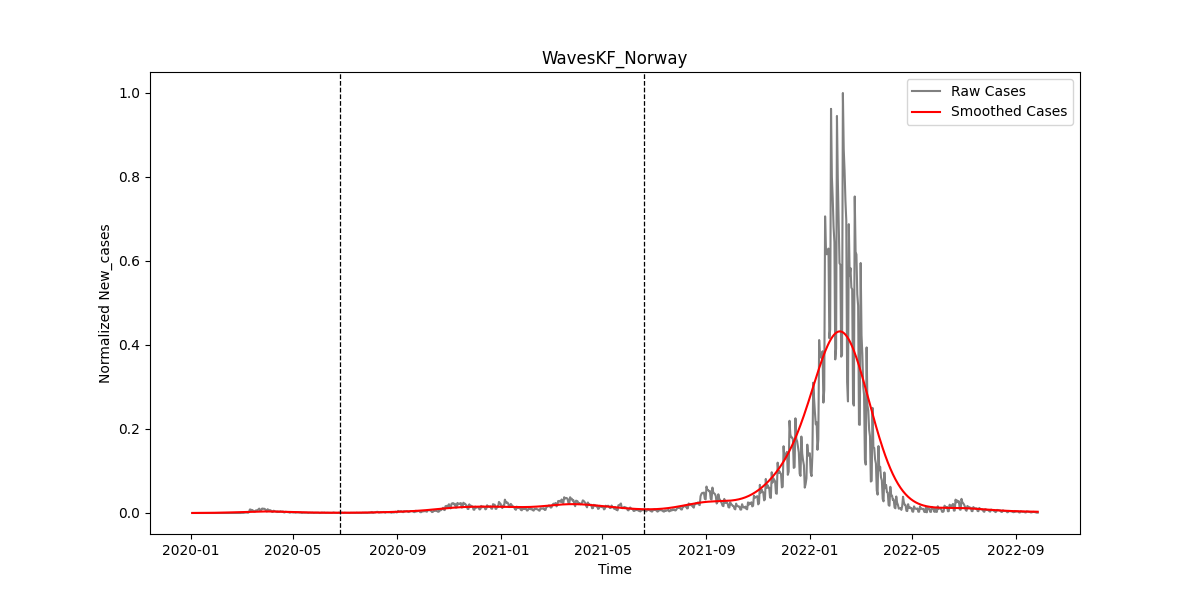 WavesKF_Norway
Raw Cases
Smoothed Cases
Normalized New_cases
1.0
0.8
0.6
0.4
0.2
0.0
2020-01 2020-05 2020-09 2021-01 2021-05 2021-09 2022-01 2022-05 2022-09
Time